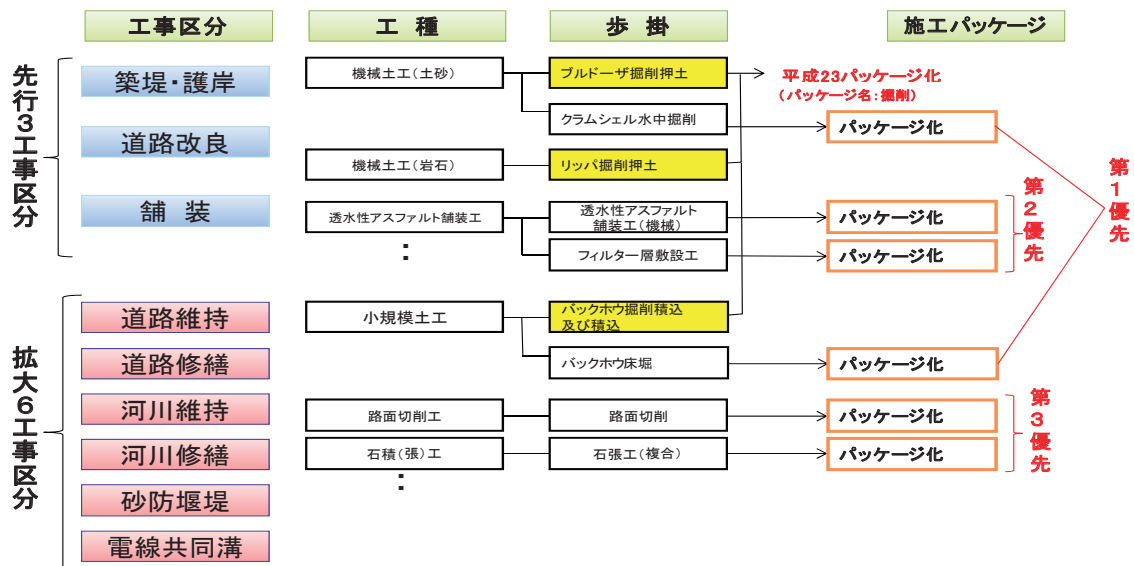 工事区分
工 種
歩 掛
施工パッケージ
先行3工事区分
築堤・護岸
道路改良
舗 装
機械土工(土砂)
ブルドーザ掘削押土
平成23パッケージ化
(パッケージ名:掘削)
クラムシェル水中掘削
パッケージ化
機械土工(岩石)
リッパ掘削押土
透水性アスファルト舗装工
透水性アスファルト
舗装工(機械)
パッケージ化
フィルター層敷設工
パッケージ化
第2優先
第1優先
拡大6工事区分
道路維持
道路修繕
河川維持
河川修繕
砂防堰堤
電線共同溝
小規模土工
バックホウ掘削積込
及び積込
バックホウ床堀
パッケージ化
路面切削工
路面切削
パッケージ化
石積(張)工
石張工(複合)
パッケージ化
第3優先